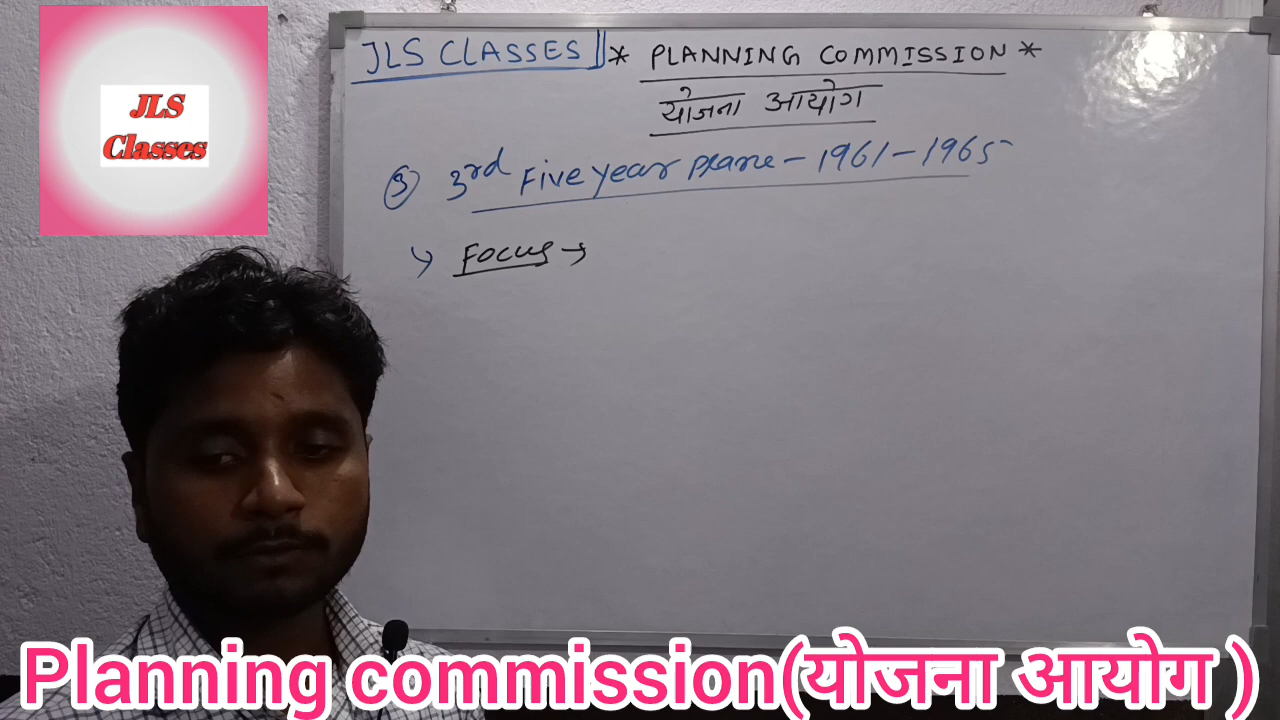 JLS
Classes
JLS CLASSES * PLANNING COMMISSION *
योजना आयोग
3 3rd Five year plane - 1961-1965
Focus →
Planning commission(योजना आयोग )